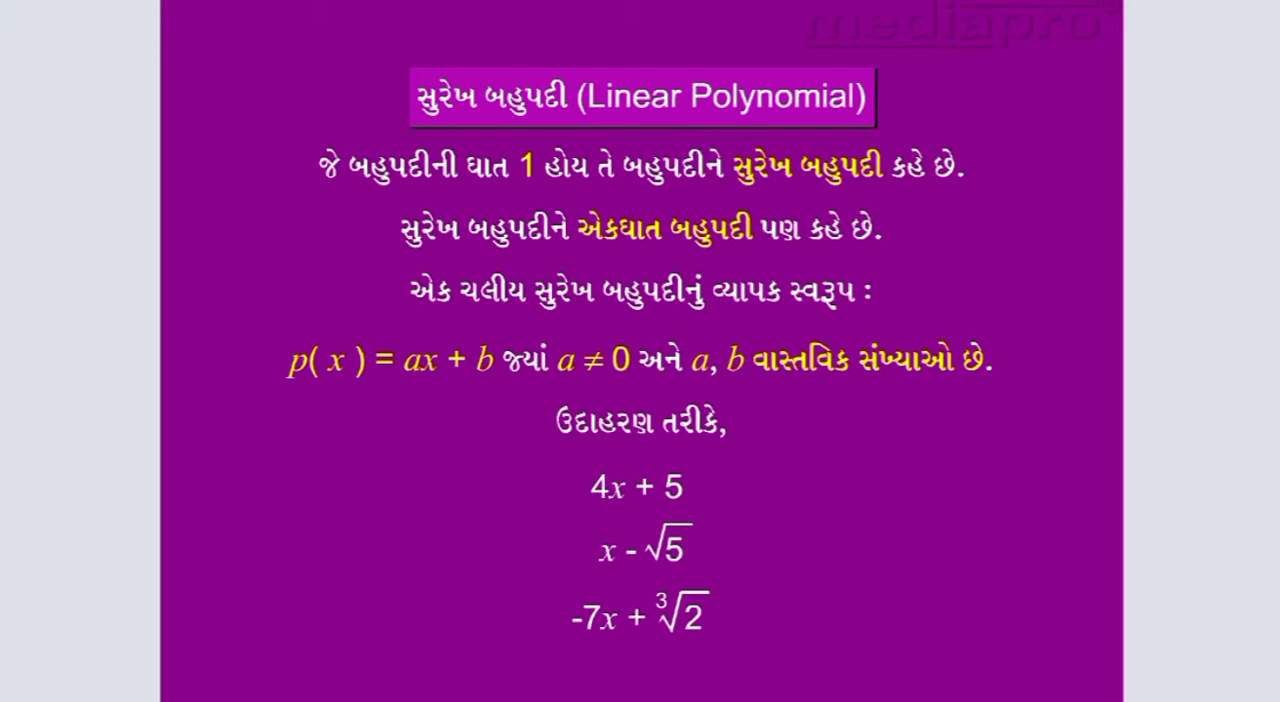 mediapro
સુરેખ બહુપદી (Linear Polynomial)
જે બહુપદીની ઘાત 1 હોય તે બહુપદીને સુરેખ બહુપદી કહે છે.
સુરેખ બહુપદીને એકઘાત બહુપદી પણ કહે છે.
એક ચલીય સુરેખ બહુપદીનું વ્યાપક સ્વરૂપ :
p( x ) = ax + b જ્યાં a ≠ 0 અને a, b વાસ્તવિક સંખ્યાઓ છે.
ઉદાહરણ તરીકે,
4x + 5
x - √5
-7x + ∛2